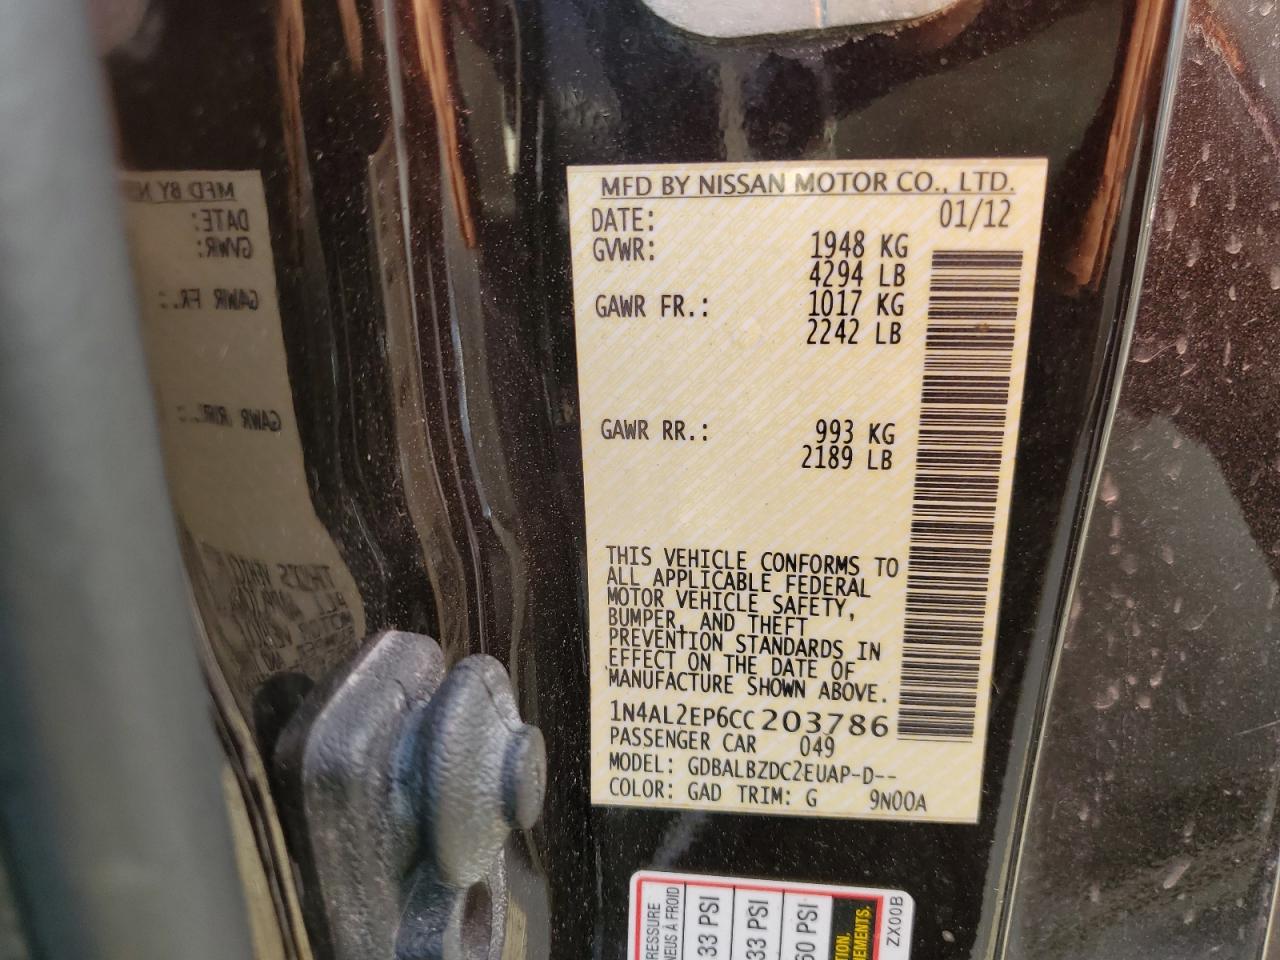 MFD BY NISSAN MOTOR CO., LTD.
DATE: 01/12
GVWR: 1948 KG
4294 LB
GAWR FR.: 1017 KG
2242 LB
GAWR RR.: 993 KG
2189 LB
THIS VEHICLE CONFORMS TO
ALL APPLICABLE FEDERAL
MOTOR VEHICLE SAFETY,
BUMPER, AND THEFT
PREVENTION STANDARDS IN
EFFECT ON THE DATE OF
MANUFACTURE SHOWN ABOVE.
1N4AL2EP6CC203786
PASSENGER CAR 049
MODEL: GDBALBZDC2EUAP-D--
COLOR: GAD TRIM: G 9N00A
33 PSI
33 PSI
60 PSI
ZX00B